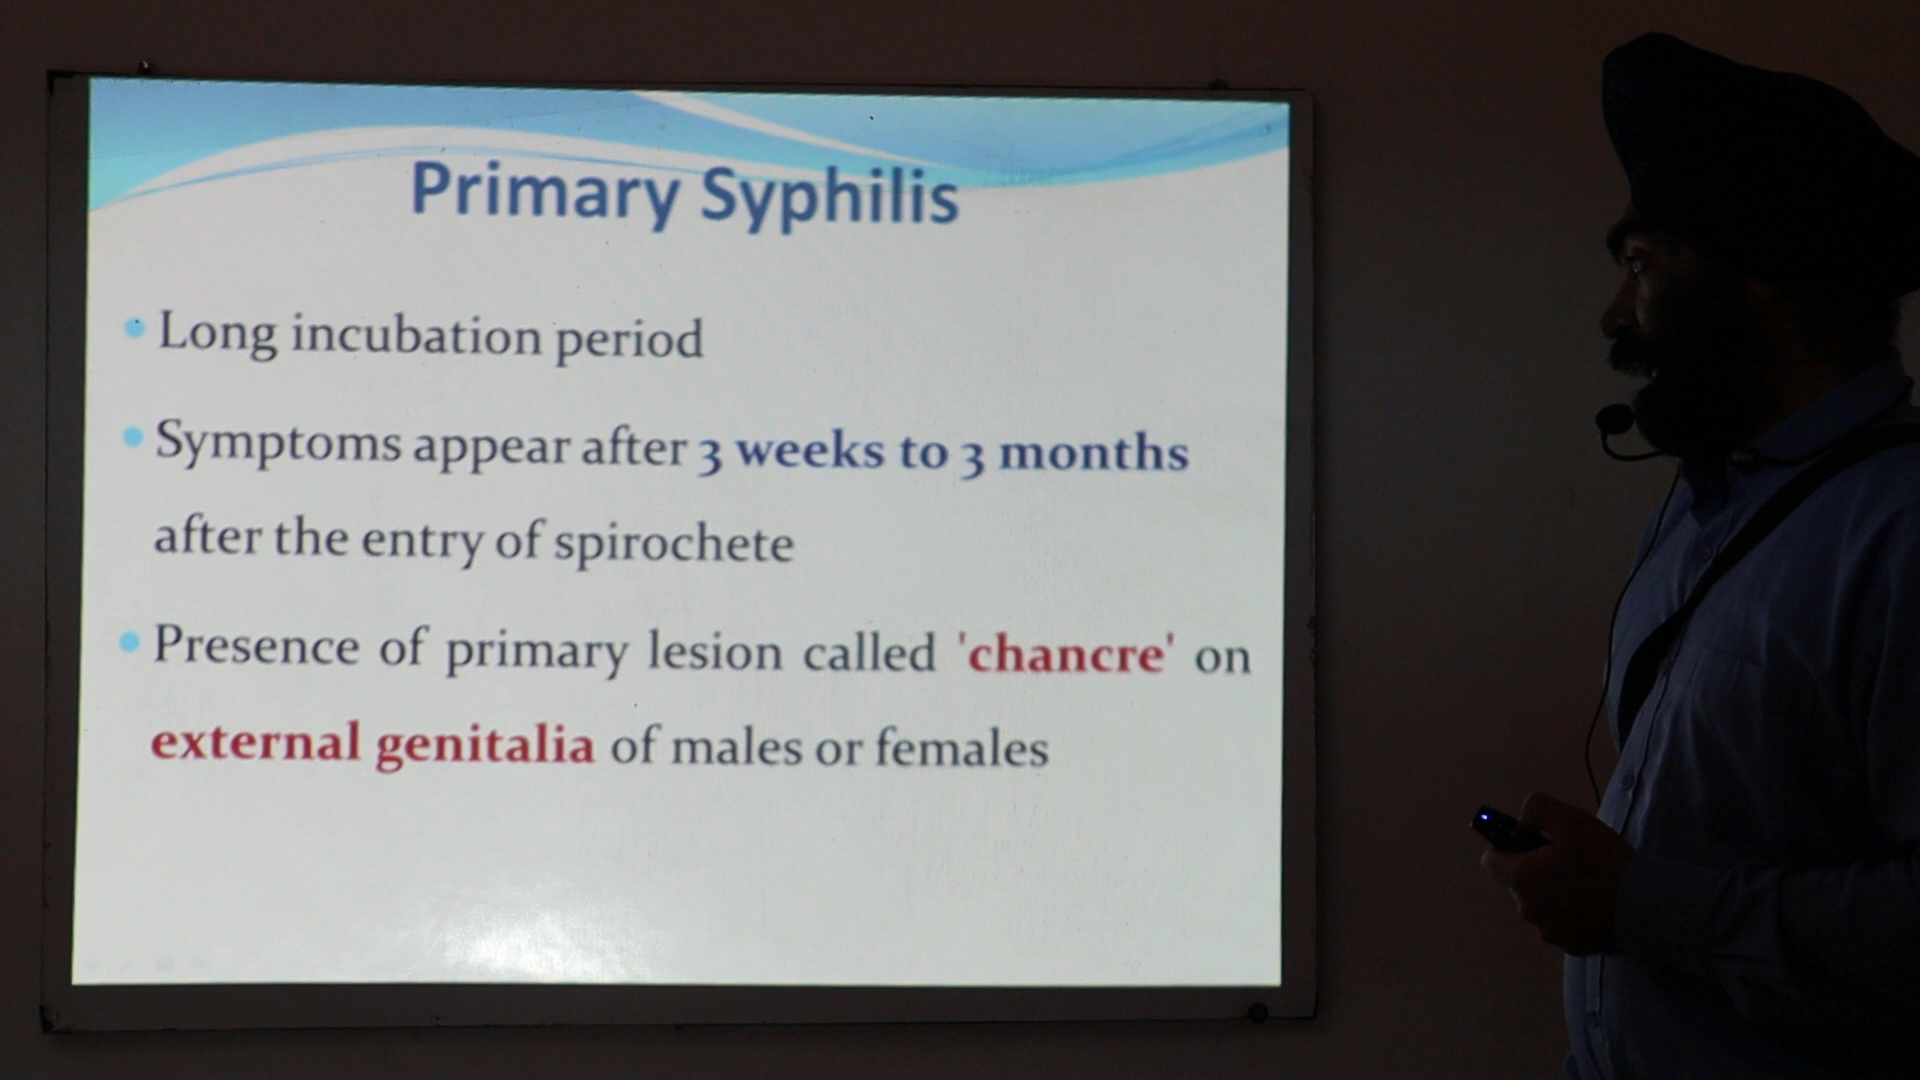 Primary Syphilis
Long incubation period
Symptoms appear after 3 weeks to 3 months
after the entry of spirochete
Presence of primary lesion called 'chancre' on
external genitalia of males or females